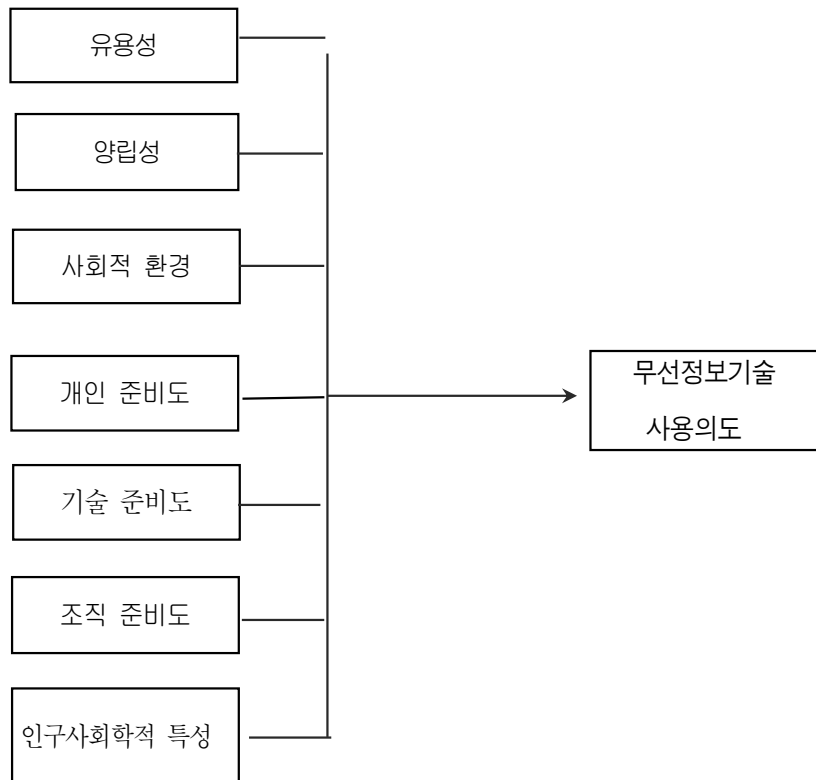 유용성
양립성
사회적 환경
개인 준비도
기술 준비도
조직 준비도
인구사회학적 특성
무선정보기술
사용의도